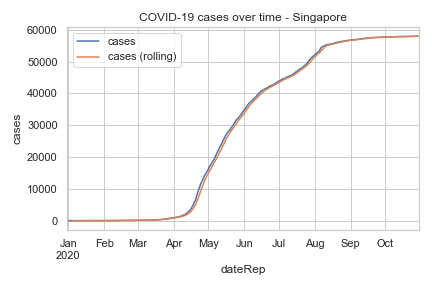 COVID-19 cases over time - Singapore
cases
cases (rolling)
60000
50000
40000
30000
20000
10000
0
cases
Jan Feb Mar Apr May Jun Jul Aug Sep Oct
2020
dateRep